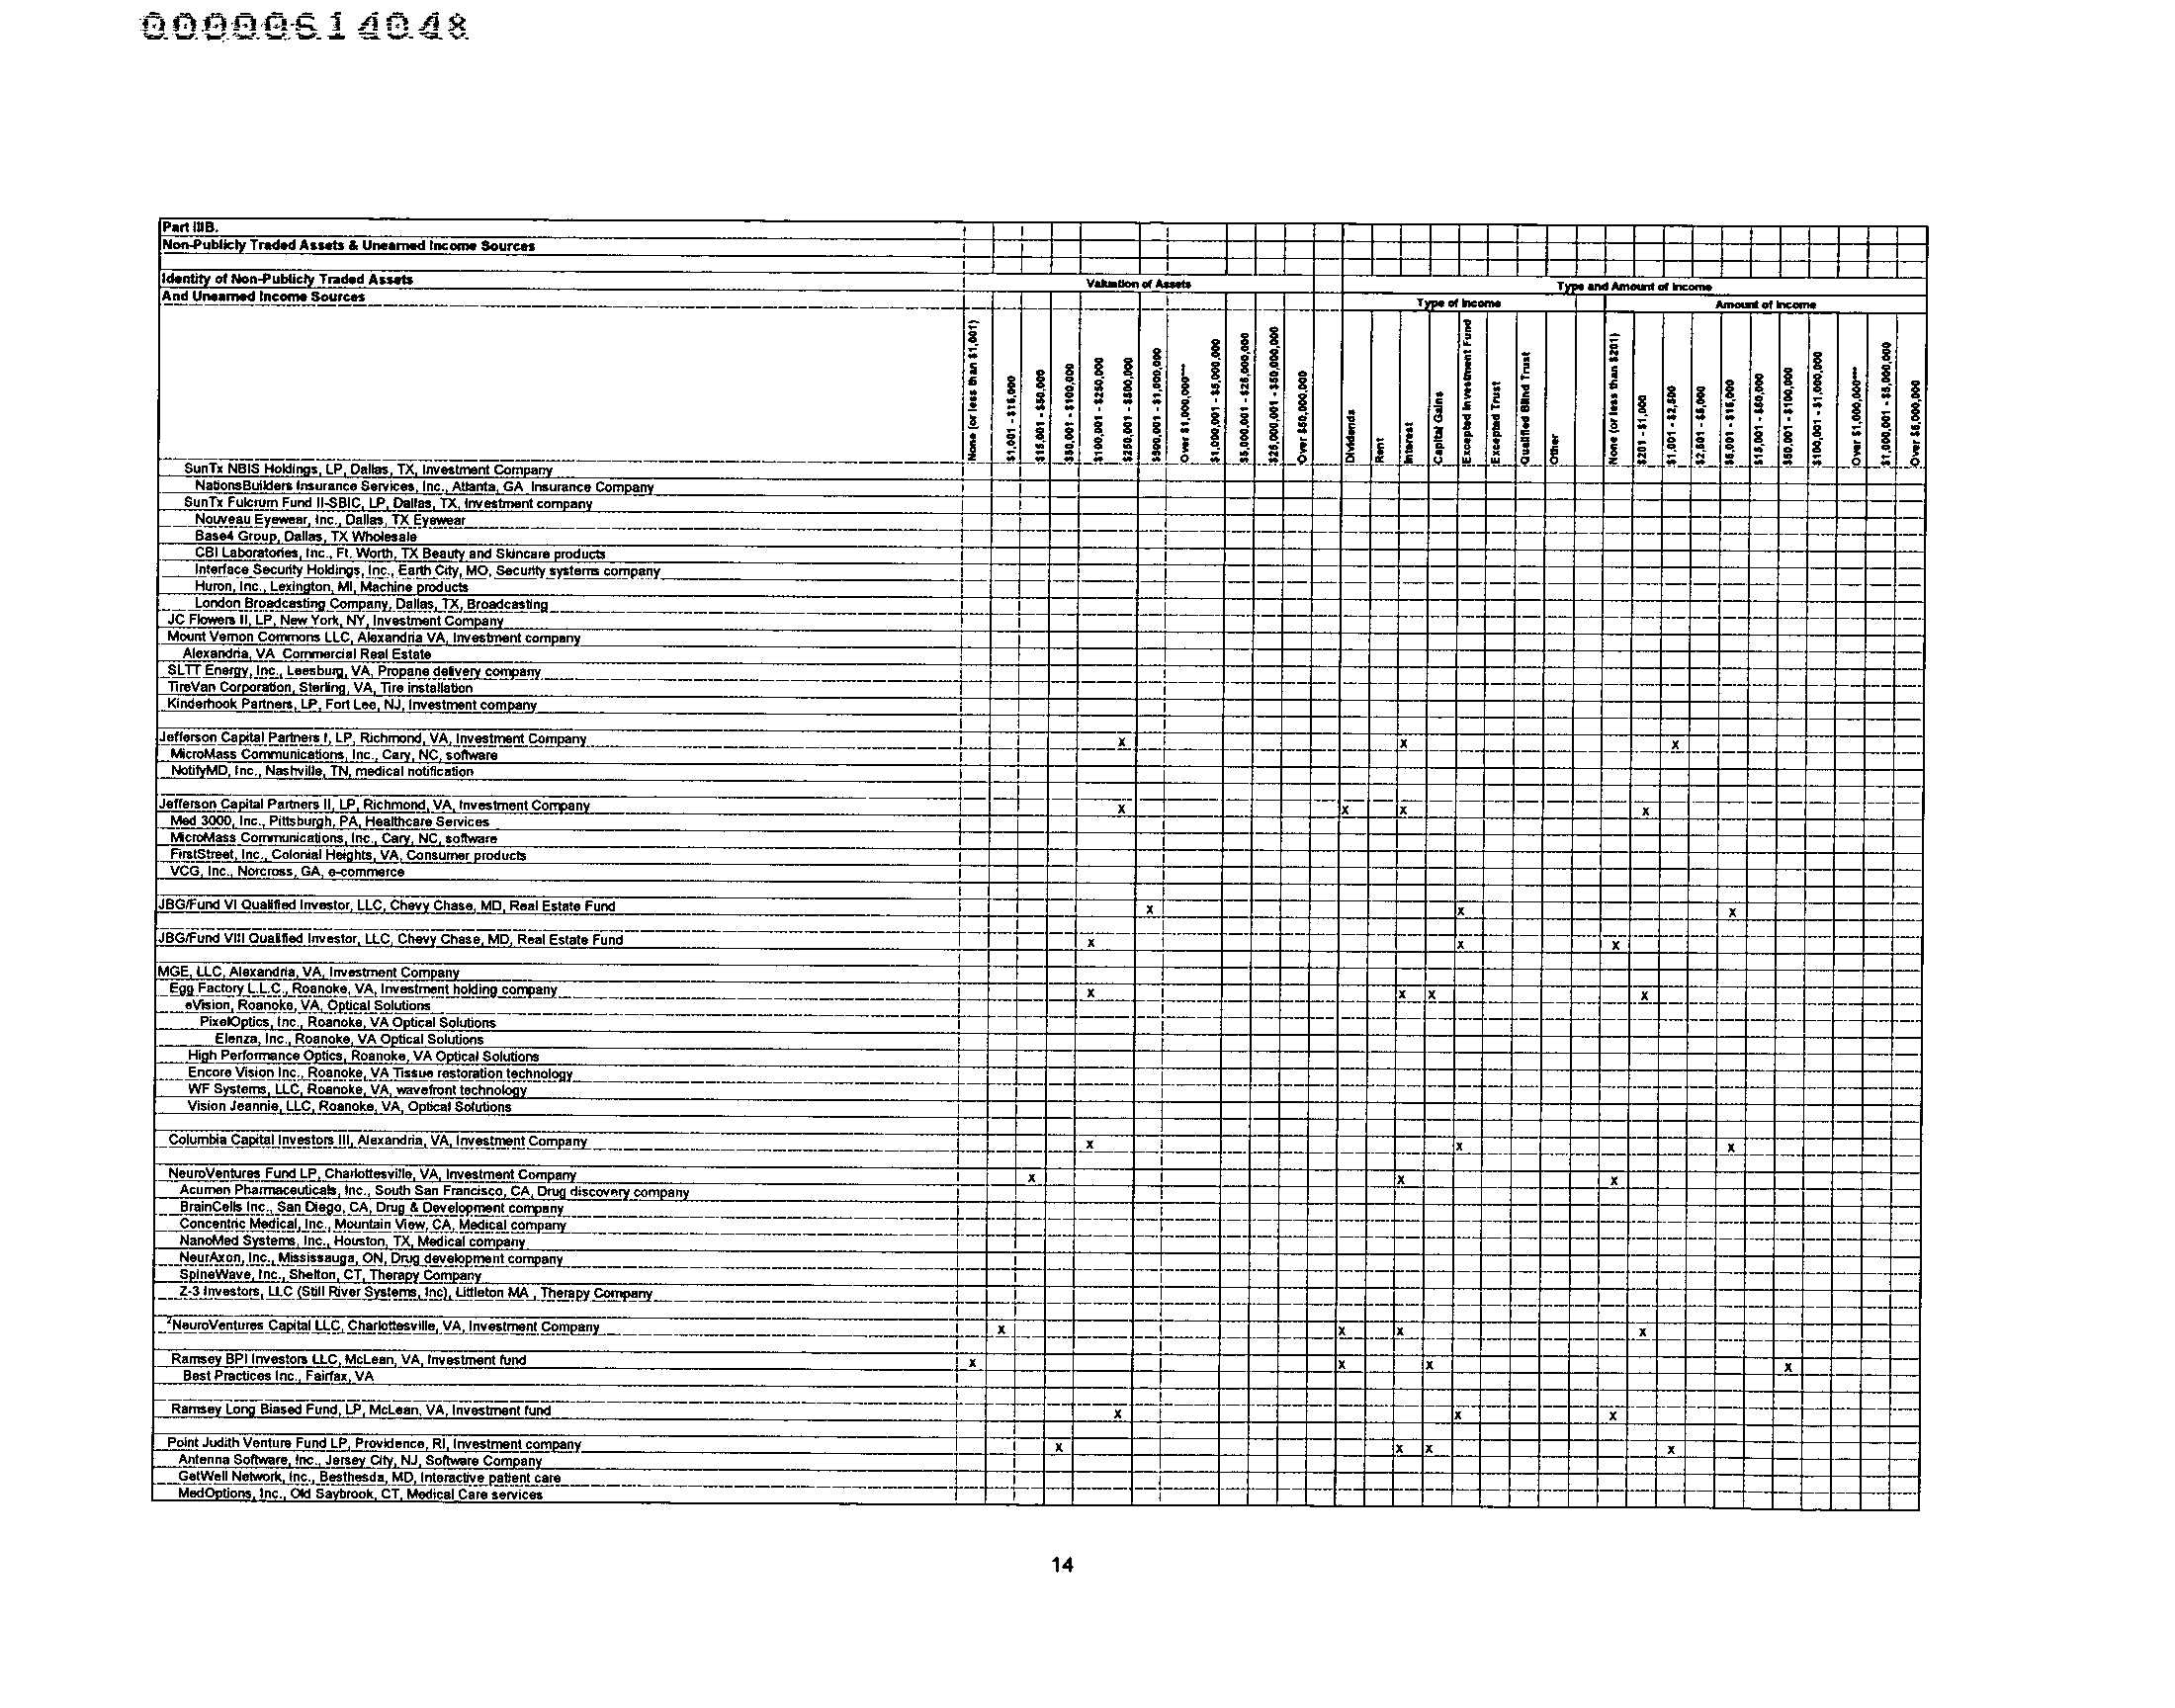 00000614048
Part IIIB.
Non-Publicly Traded Assets & Unearned Income Sources
Identity of Non-Publicly Traded Assets
Valuation of Assets
Type and Amount of Income
And Unearned Income Sources
Type of Income
Amount of Income
None (or less than $1,001)
$1,001 - $15,000
$15,001 - $50,000
$50,001 - $100,000
$100,001 - $250,000
$250,001 - $500,000
$500,001 - $1,000,000
Over $1,000,000***
$1,000,001 - $5,000,000
$5,000,001 - $25,000,000
$25,000,001 - $50,000,000
Over $50,000,000
Dividends
Rent
Interest
Capital Gains
Excepted Investment Fund
Excepted Trust
Qualified Blind Trust
Other
None (or less than $201)
$201 - $1,000
$1,001 - $2,500
$2,501 - $5,000
$5,001 - $15,000
$15,001 - $50,000
$50,001 - $100,000
$100,001 - $1,000,000
Over $1,000,000***
$1,000,001 - $5,000,000
Over $5,000,000
SunTx NBIS Holdings, LP, Dallas, TX, Investment Company
NationsBuilders Insurance Services, Inc., Atlanta, GA Insurance Company
SunTx Fulcrum Fund II-SBIC, LP, Dallas, TX, Investment company
Nouveau Eyewear, Inc., Dallas, TX Eyewear
Base4 Group, Dallas, TX Wholesale
CBI Laboratories, Inc., Ft. Worth, TX Beauty and Skincare products
Interface Security Holdings, Inc., Earth City, MO, Security systems company
Huron, Inc., Lexington, MI, Machine products
London Broadcasting Company, Dallas, TX, Broadcasting
JC Flowers II, LP, New York, NY, Investment Company
Mount Vernon Commons LLC, Alexandria VA, Investment company
Alexandria, VA Commercial Real Estate
SLTT Energy, Inc., Leesburg, VA, Propane delivery company
TireVan Corporation, Sterling, VA, Tire installation
Kinderhook Partners, LP, Fort Lee, NJ, Investment company
Jefferson Capital Partners I, LP, Richmond, VA, Investment Company x x x
MicroMass Communications, Inc., Cary, NC, software
NotifyMD, Inc., Nashville, TN, medical notification
Jefferson Capital Partners II, LP, Richmond, VA, Investment Company x x x x
Med 3000, Inc., Pittsburgh, PA, Healthcare Services
MicroMass Communications, Inc., Cary, NC, software
FirstStreet, Inc., Colonial Heights, VA, Consumer products
VCG, Inc., Norcross, GA, e-commerce
JBG/Fund VI Qualified Investor, LLC, Chevy Chase, MD, Real Estate Fund x x x
JBG/Fund VIII Qualified Investor, LLC, Chevy Chase, MD, Real Estate Fund x x x
MGE, LLC, Alexandria, VA, Investment Company
Egg Factory L.L.C., Roanoke, VA, Investment holding company x x x x
eVision, Roanoke, VA, Optical Solutions
PixelOptics, Inc., Roanoke, VA Optical Solutions
Elenza, Inc., Roanoke, VA Optical Solutions
High Performance Optics, Roanoke, VA Optical Solutions
Encore Vision Inc., Roanoke, VA Tissue restoration technology
WF Systems, LLC, Roanoke, VA, wavefront technology
Vision Jeannie, LLC, Roanoke, VA, Optical Solutions
Columbia Capital Investors III, Alexandria, VA, Investment Company x x x
NeuroVentures Fund LP, Charlottesville, VA, Investment Company x x x
Acumen Pharmaceuticals, Inc., South San Francisco, CA, Drug discovery company
BrainCells Inc., San Diego, CA, Drug & Development company
Concentric Medical, Inc., Mountain View, CA, Medical company
NanoMed Systems, Inc., Houston, TX, Medical company
NeurAxon, Inc., Mississauga, ON, Drug development company
SpineWave, Inc., Shelton, CT, Therapy Company
Z-3 Investors, LLC (Still River Systems, Inc), Littleton MA , Therapy Company
²NeuroVentures Capital LLC, Charlottesville, VA, Investment Company x x x x
Ramsey BPI Investors LLC, McLean, VA, Investment fund x x x x
Best Practices Inc., Fairfax, VA
Ramsey Long Biased Fund, LP, McLean, VA, Investment fund x x x
Point Judith Venture Fund LP, Providence, RI, Investment company x x x x
Antenna Software, Inc., Jersey City, NJ, Software Company
GetWell Network, Inc., Besthesda, MD, Interactive patient care
MedOptions, Inc., Old Saybrook, CT, Medical Care services
14